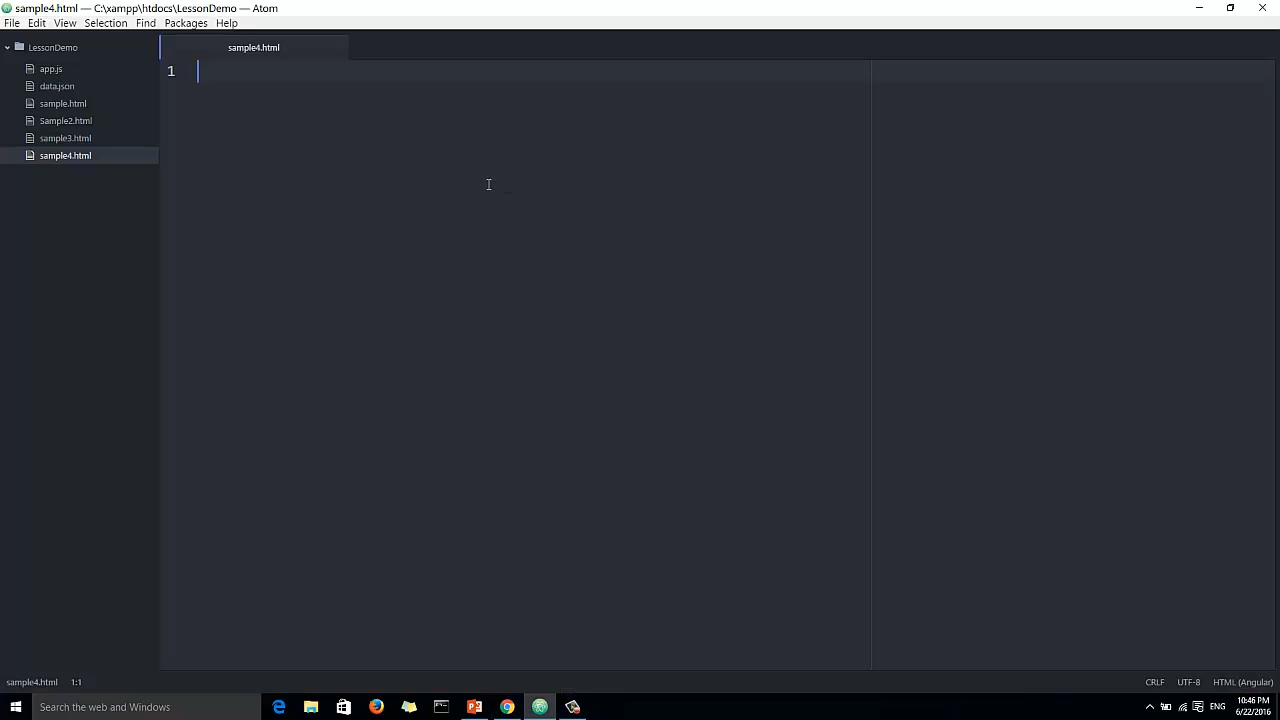 sample4.html — C:\xampp\htdocs\LessonDemo — Atom
File Edit View Selection Find Packages Help
LessonDemo
sample4.html
app.js
data.json
sample.html
Sample2.html
sample3.html
sample4.html
1
sample4.html 1:1
CRLF UTF-8 HTML (Angular)
Search the web and Windows
ENG
10:46 PM
6/22/2016